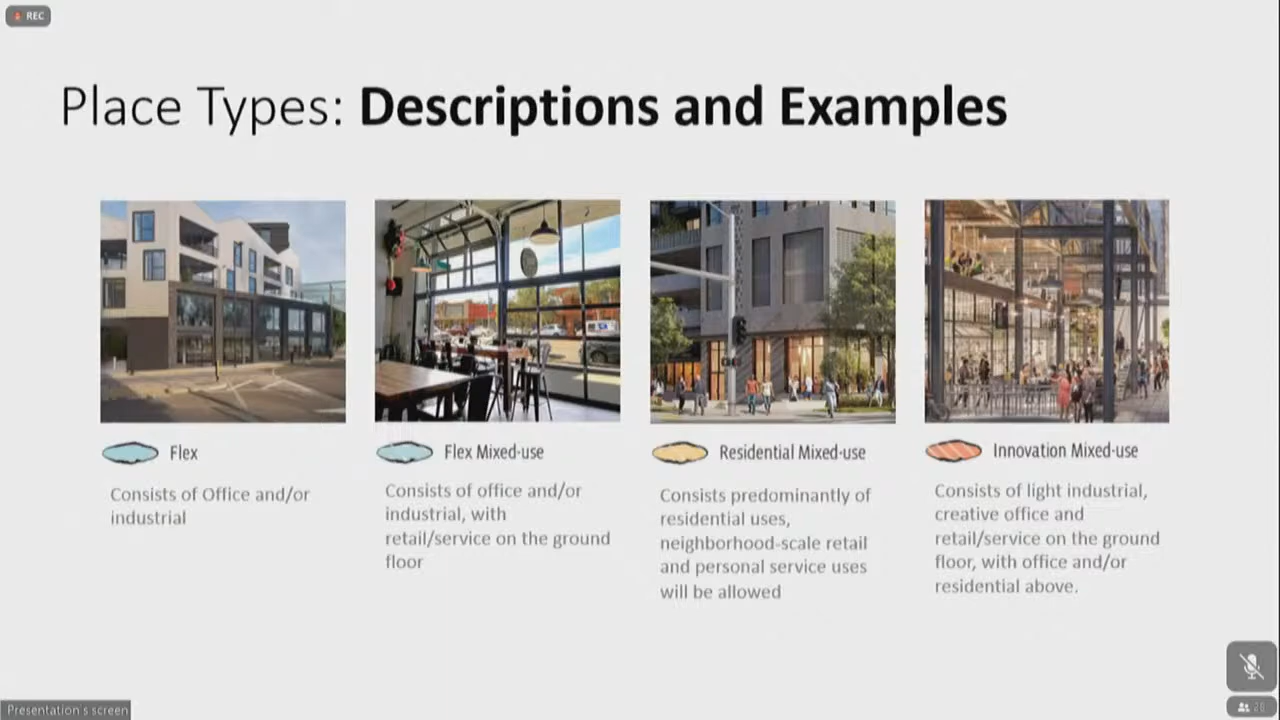 REC
Place Types: Descriptions and Examples
Flex
Consists of Office and/or
industrial
Flex Mixed-use
Consists of office and/or
industrial, with
retail/service on the ground
floor
Residential Mixed-use
Consists predominantly of
residential uses,
neighborhood-scale retail
and personal service uses
will be allowed
Innovation Mixed-use
Consists of light industrial,
creative office and
retail/service on the ground
floor, with office and/or
residential above.
Presentation's screen